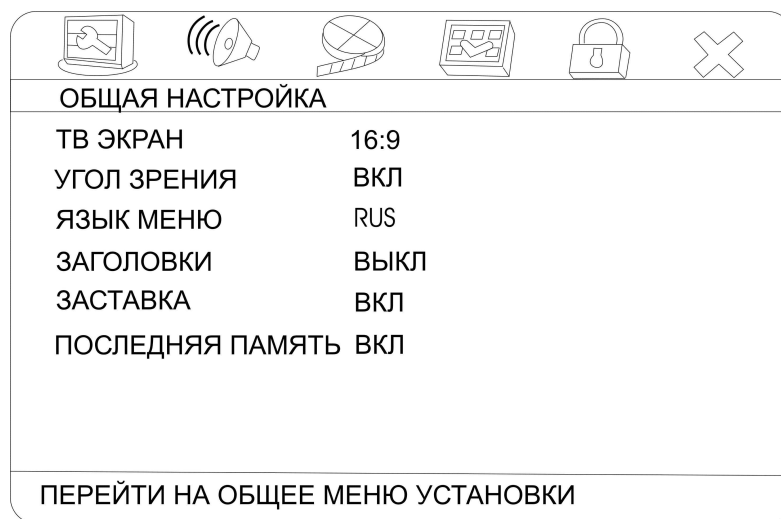 ОБЩАЯ НАСТРОЙКА
ТВ ЭКРАН 16:9
УГОЛ ЗРЕНИЯ ВКЛ
ЯЗЫК МЕНЮ RUS
ЗАГОЛОВКИ ВЫКЛ
ЗАСТАВКА ВКЛ
ПОСЛЕДНЯЯ ПАМЯТЬ ВКЛ
ПЕРЕЙТИ НА ОБЩЕЕ МЕНЮ УСТАНОВКИ